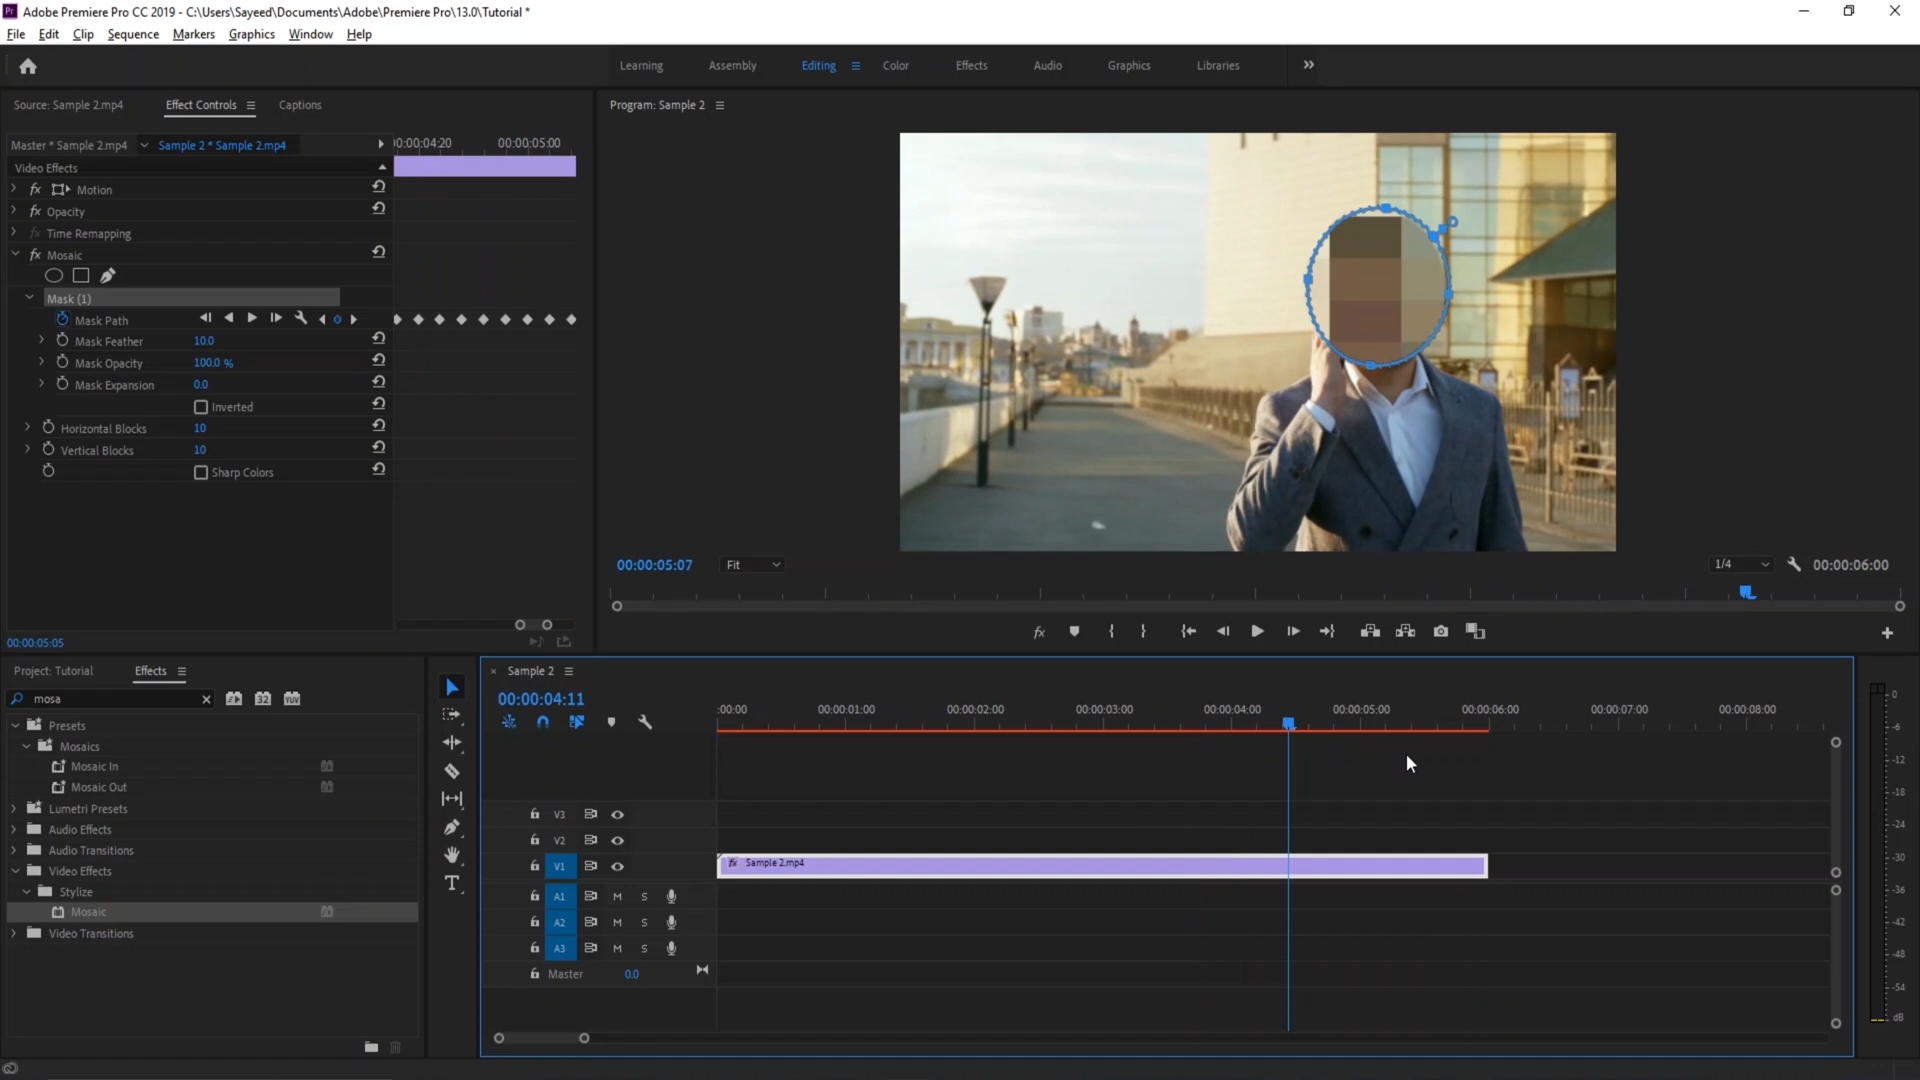 Adobe Premiere Pro CC 2019 - C:\Users\Sayeed\Documents\Adobe\Premiere Pro\13.0\Tutorial *
File Edit Clip Sequence Markers Graphics Window Help
Learning Assembly Editing Color Effects Audio Graphics Libraries
Source: Sample 2.mp4 Effect Controls Captions
Program: Sample 2
Master * Sample 2.mp4 Sample 2 * Sample 2.mp4
00:00:04:20 00:00:05:00
Video Effects
fx Motion
fx Opacity
fx Time Remapping
fx Mosaic
Mask (1)
Mask Path
Mask Feather 10.0
Mask Opacity 100.0 %
Mask Expansion 0.0
Inverted
Horizontal Blocks 10
Vertical Blocks 10
Sharp Colors
00:00:05:07 Fit 1/4 00:00:06:00
fx
00:00:05:05
Project: Tutorial Effects
mosa
32 YUV
Presets
Mosaics
Mosaic In
Mosaic Out
Lumetri Presets
Audio Effects
Audio Transitions
Video Effects
Stylize
Mosaic
Video Transitions
Sample 2
00:00:04:11
:00:00 00:00:01:00 00:00:02:00 00:00:03:00 00:00:04:00 00:00:05:00 00:00:06:00 00:00:07:00 00:00:08:00
V3
V2
V1
fx Sample 2.mp4
A1 M S
A2 M S
A3 M S
Master 0.0
0
-6
-12
-18
-24
-30
-36
-42
-48
-54
dB